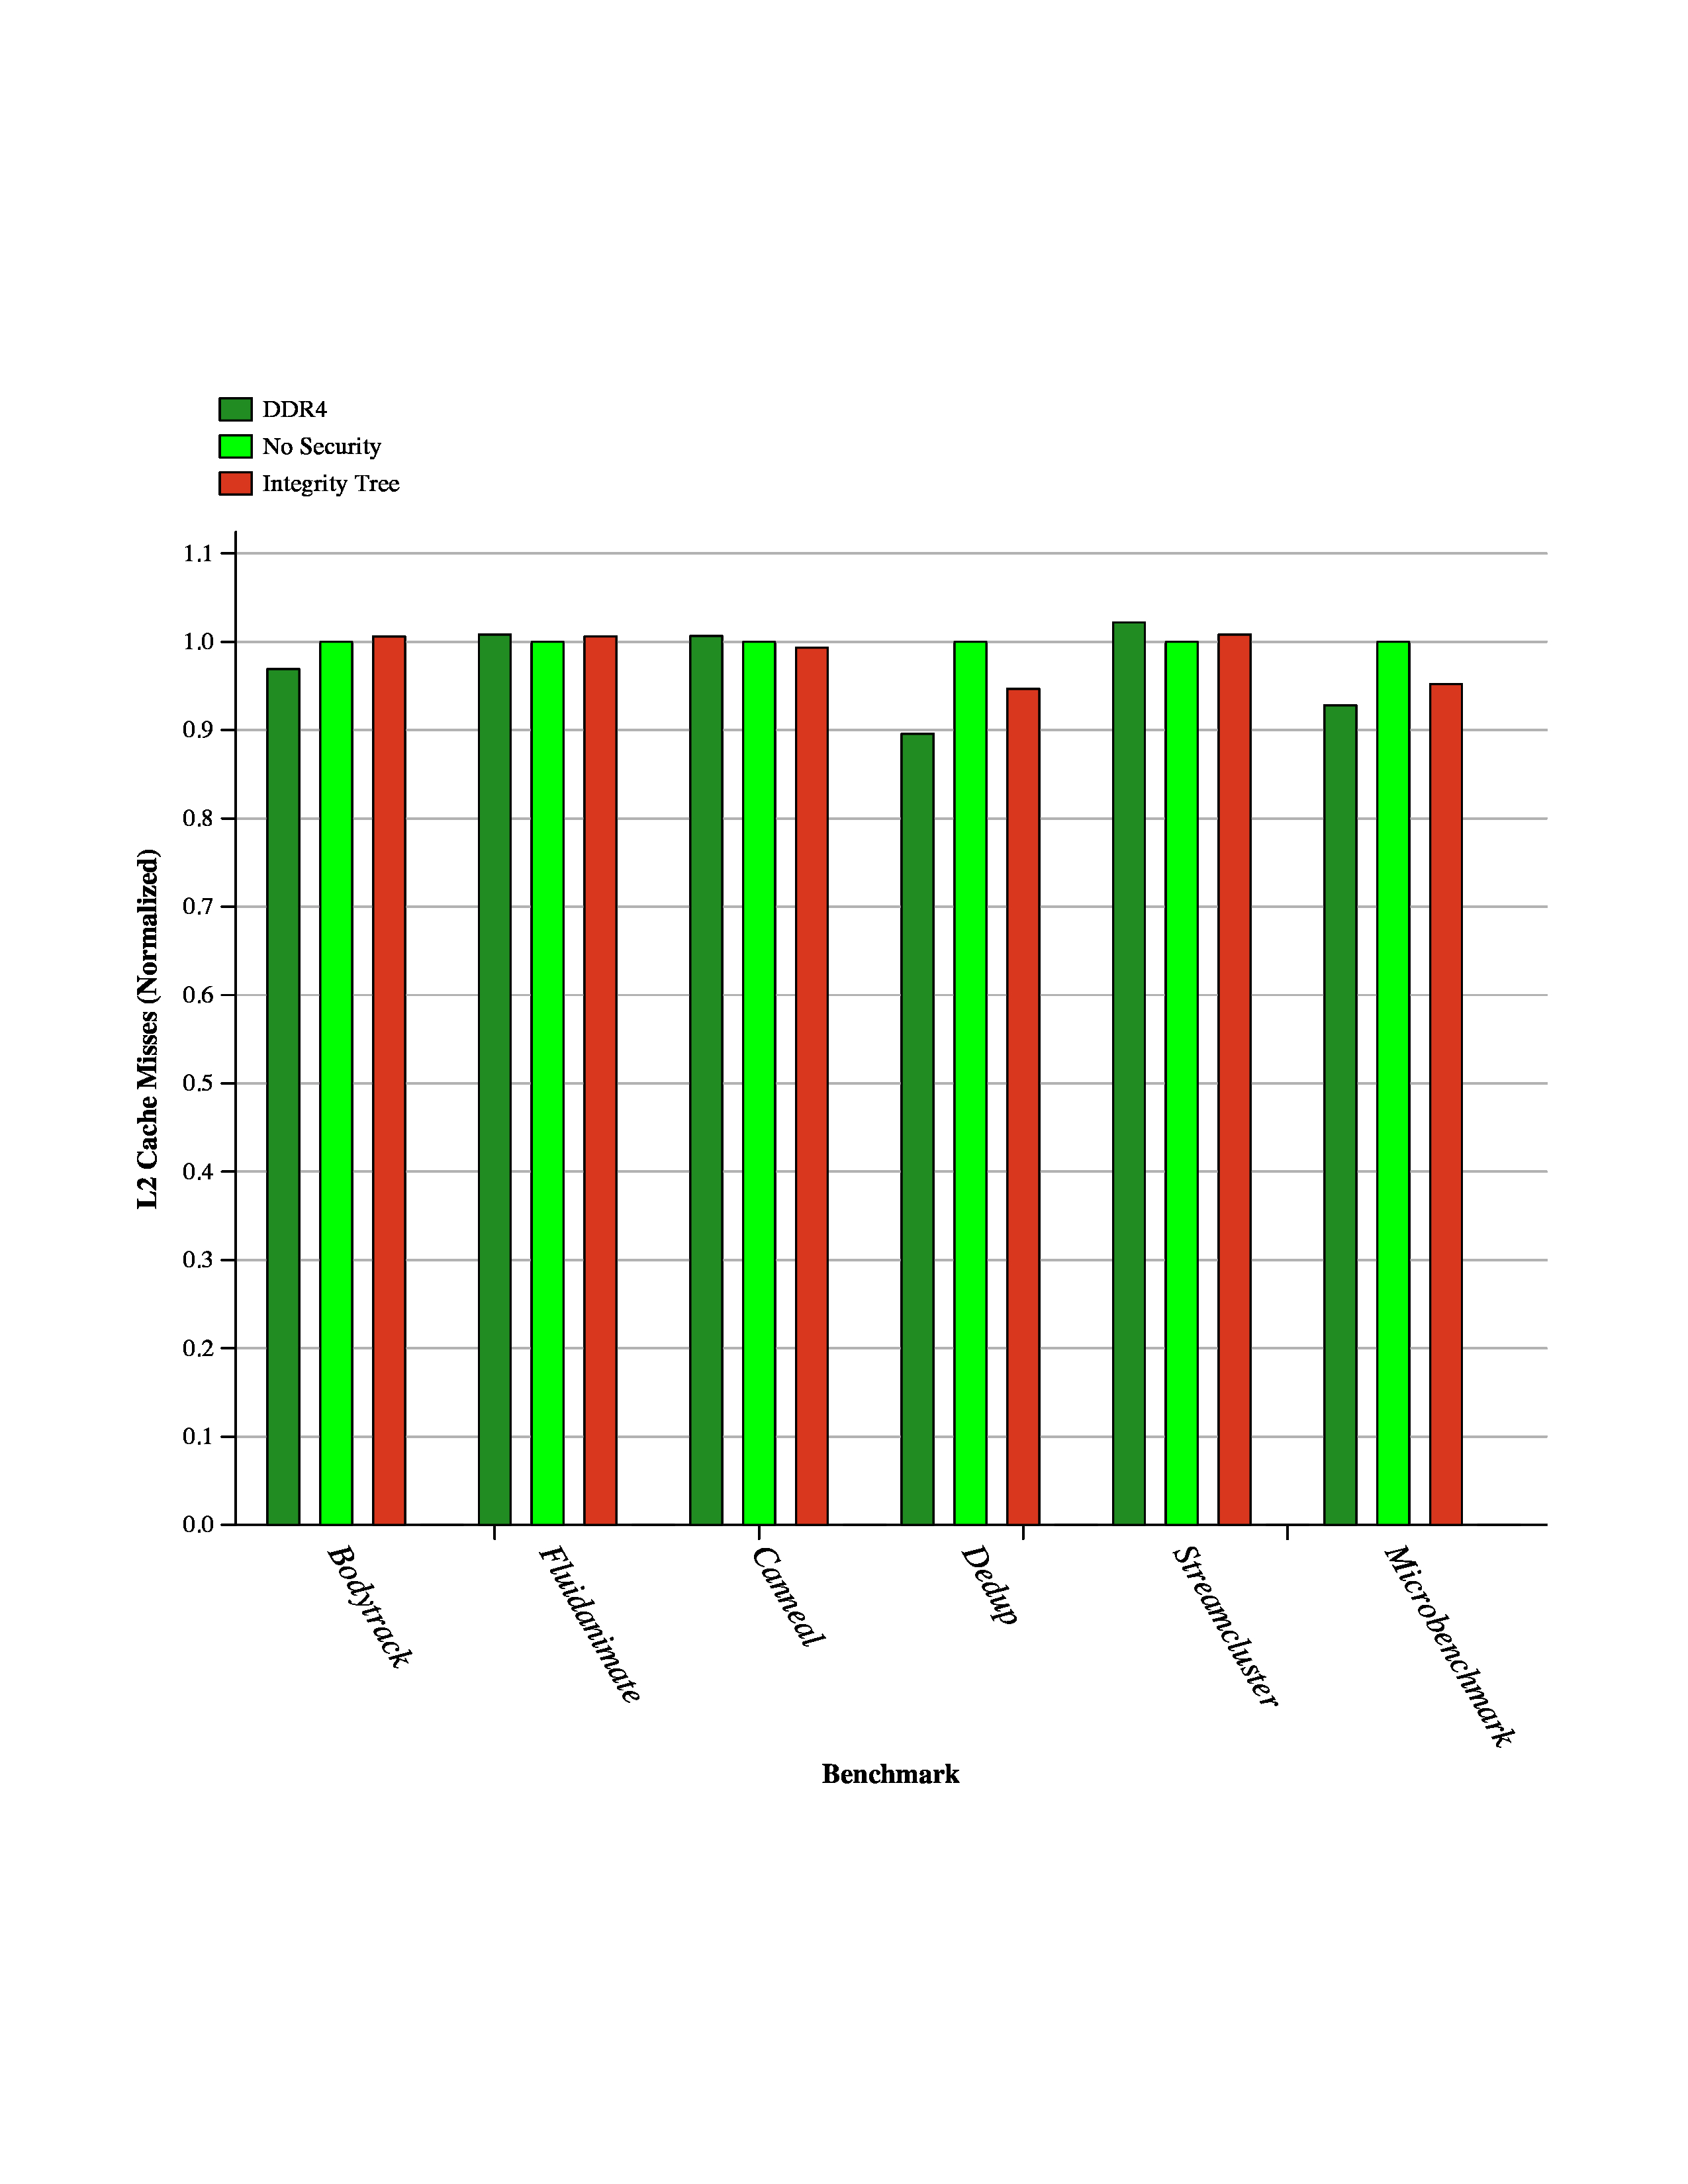 DDR4
No Security
Integrity Tree
1.1
1.0
0.9
0.8
0.7
0.6
0.5
0.4
0.3
0.2
0.1
0.0
L2 Cache Misses (Normalized)
Bodytrack
Fluidanimate
Canneal
Dedup
Streamcluster
Microbenchmark
Benchmark